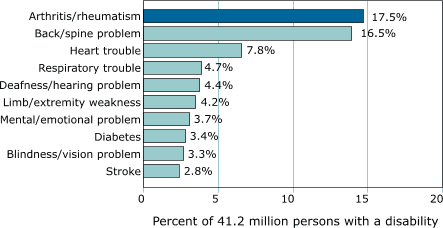 Arthritis/rheumatism 17.5%
Back/spine problem 16.5%
Heart trouble 7.8%
Respiratory trouble 4.7%
Deafness/hearing problem 4.4%
Limb/extremity weakness 4.2%
Mental/emotional problem 3.7%
Diabetes 3.4%
Blindness/vision problem 3.3%
Stroke 2.8%
0 5 10 15 20
Percent of 41.2 million persons with a disability